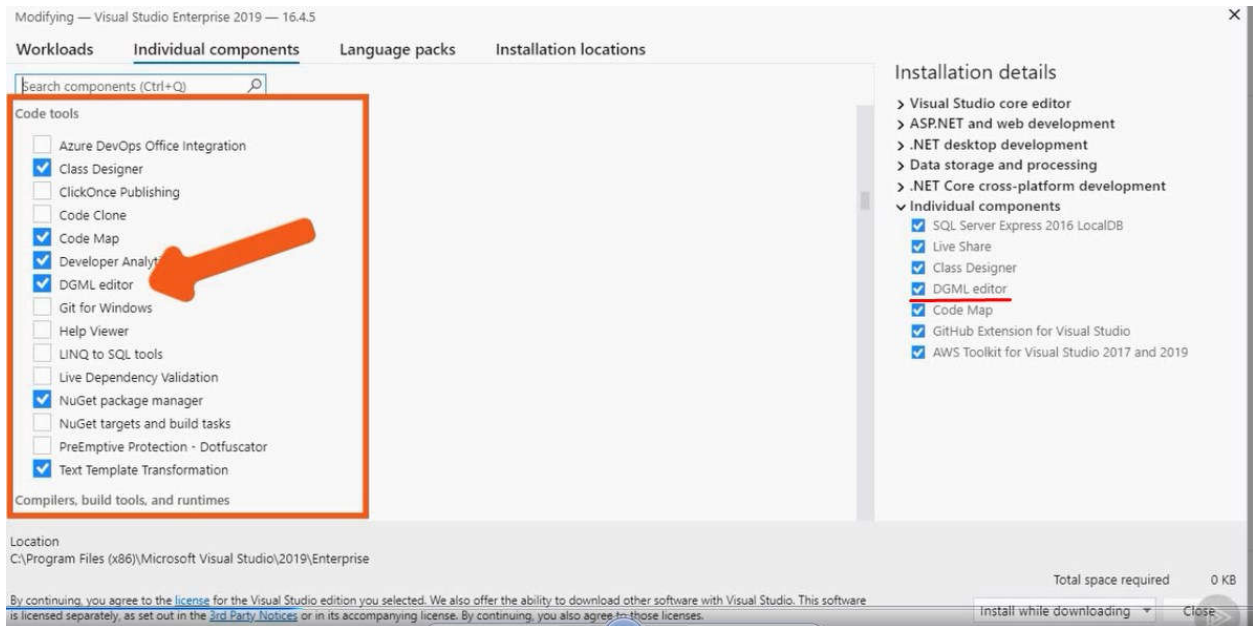 Modifying — Visual Studio Enterprise 2019 — 16.4.5
Workloads Individual components Language packs Installation locations
Search components (Ctrl+Q)
Code tools
Azure DevOps Office Integration
Class Designer
ClickOnce Publishing
Code Clone
Code Map
Developer
DGML editor
Git for Windows
Help Viewer
LINQ to SQL tools
Live Dependency Validation
NuGet package manager
NuGet targets and build tasks
PreEmptive Protection - Dotfuscator
Text Template Transformation
Compilers, build tools, and runtimes
Installation details
Visual Studio core editor
ASP.NET and web development
.NET desktop development
Data storage and processing
.NET Core cross-platform development
Individual components
SQL Server Express 2016 LocalDB
Live Share
Class Designer
DGML editor
Code Map
GitHub Extension for Visual Studio
AWS Toolkit for Visual Studio 2017 and 2019
Location
C:\Program Files (x86)\Microsoft Visual Studio\2019\Enterprise
Total space required 0 KB
By continuing, you agree to the license for the Visual Studio edition you selected. We also offer the ability to download other software with Visual Studio. This software
is licensed separately, as set out in the 3rd Party Notices or in its accompanying license. By continuing, you also agree to those licenses.
Install while downloading Close